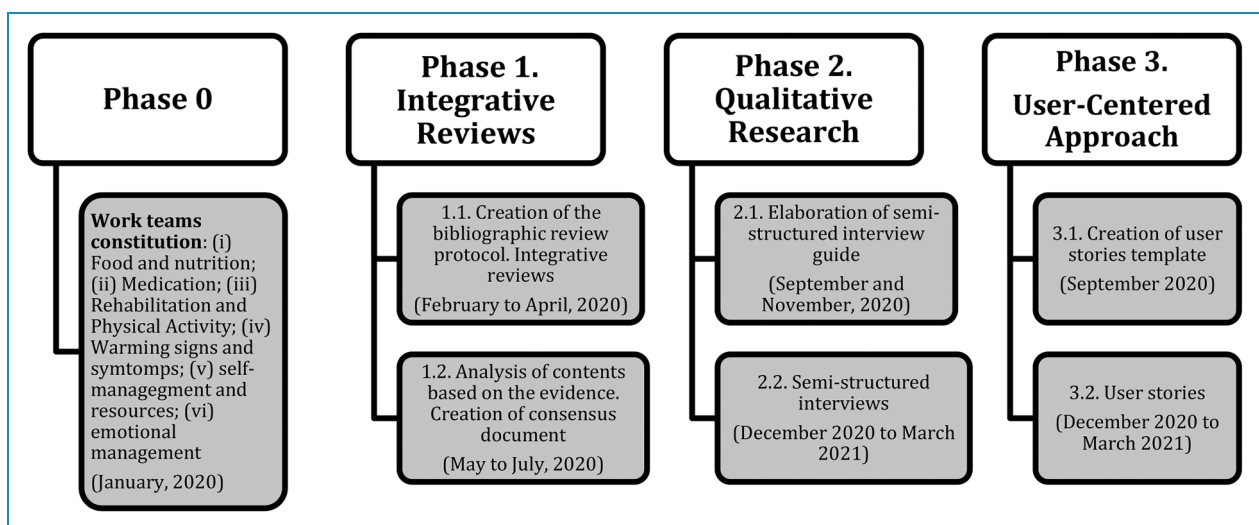 Phase 0
Work teams
constitution: (i)
Food and nutrition;
(ii) Medication; (iii)
Rehabilitation and
Physical Activity; (iv)
Warming signs and
symtomps; (v) self-
managegment and
resources; (vi)
emotional
management
(January, 2020)
Phase 1.
Integrative
Reviews
1.1. Creation of the
bibliographic review
protocol. Integrative
reviews
(February to April, 2020)
1.2. Analysis of contents
based on the evidence.
Creation of consensus
document
(May to July, 2020)
Phase 2.
Qualitative
Research
2.1. Elaboration of semi-
structured interview
guide
(September and
November, 2020)
2.2. Semi-structured
interviews
(December 2020 to March
2021)
Phase 3.
User-Centered
Approach
3.1. Creation of user
stories template
(September 2020)
3.2. User stories
(December 2020 to
March 2021)